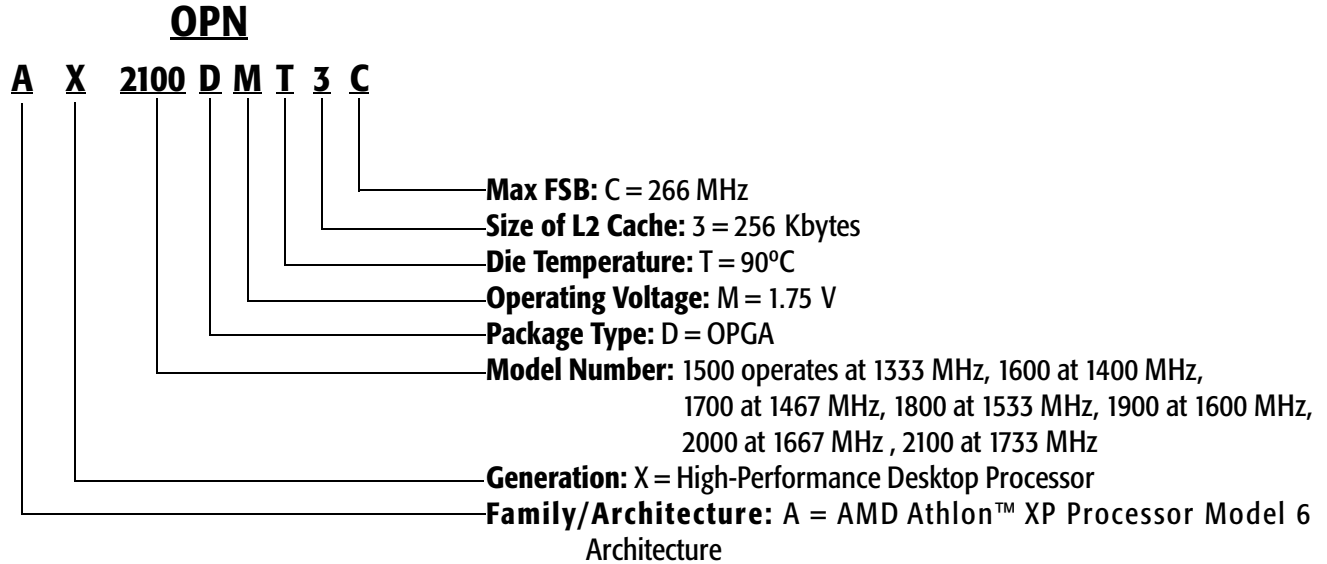 OPN
A X 2100 D M T 3 C
Max FSB: C = 266 MHz
Size of L2 Cache: 3 = 256 Kbytes
Die Temperature: T = 90ºC
Operating Voltage: M = 1.75 V
Package Type: D = OPGA
Model Number: 1500 operates at 1333 MHz, 1600 at 1400 MHz,
1700 at 1467 MHz, 1800 at 1533 MHz, 1900 at 1600 MHz,
2000 at 1667 MHz , 2100 at 1733 MHz
Generation: X = High-Performance Desktop Processor
Family/Architecture: A = AMD Athlon™ XP Processor Model 6
Architecture